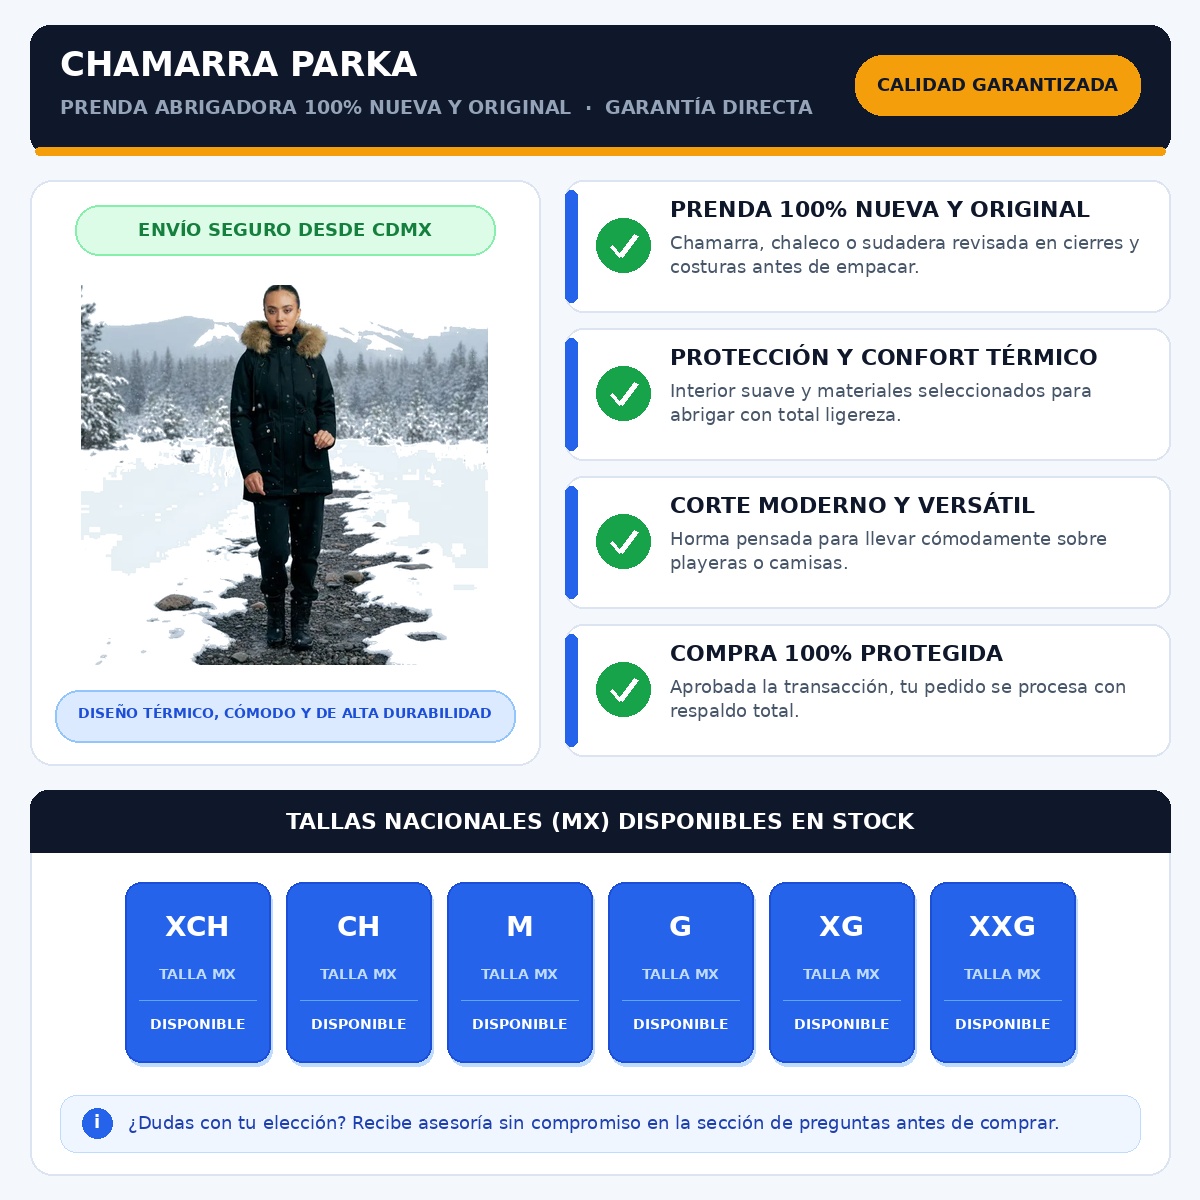 CHAMARRA PARKA
PRENDA ABRIGADORA 100% NUEVA Y ORIGINAL · GARANTÍA DIRECTA
CALIDAD GARANTIZADA
ENVÍO SEGURO DESDE CDMX
DISEÑO TÉRMICO, CÓMODO Y DE ALTA DURABILIDAD
PRENDA 100% NUEVA Y ORIGINAL
Chamarra, chaleco o sudadera revisada en cierres y
costuras antes de empacar.
PROTECCIÓN Y CONFORT TÉRMICO
Interior suave y materiales seleccionados para
abrigar con total ligereza.
CORTE MODERNO Y VERSÁTIL
Horma pensada para llevar cómodamente sobre
playeras o camisas.
COMPRA 100% PROTEGIDA
Aprobada la transacción, tu pedido se procesa con
respaldo total.
TALLAS NACIONALES (MX) DISPONIBLES EN STOCK
XCH
TALLA MX
DISPONIBLE
CH
TALLA MX
DISPONIBLE
M
TALLA MX
DISPONIBLE
G
TALLA MX
DISPONIBLE
XG
TALLA MX
DISPONIBLE
XXG
TALLA MX
DISPONIBLE
i
¿Dudas con tu elección? Recibe asesoría sin compromiso en la sección de preguntas antes de comprar.